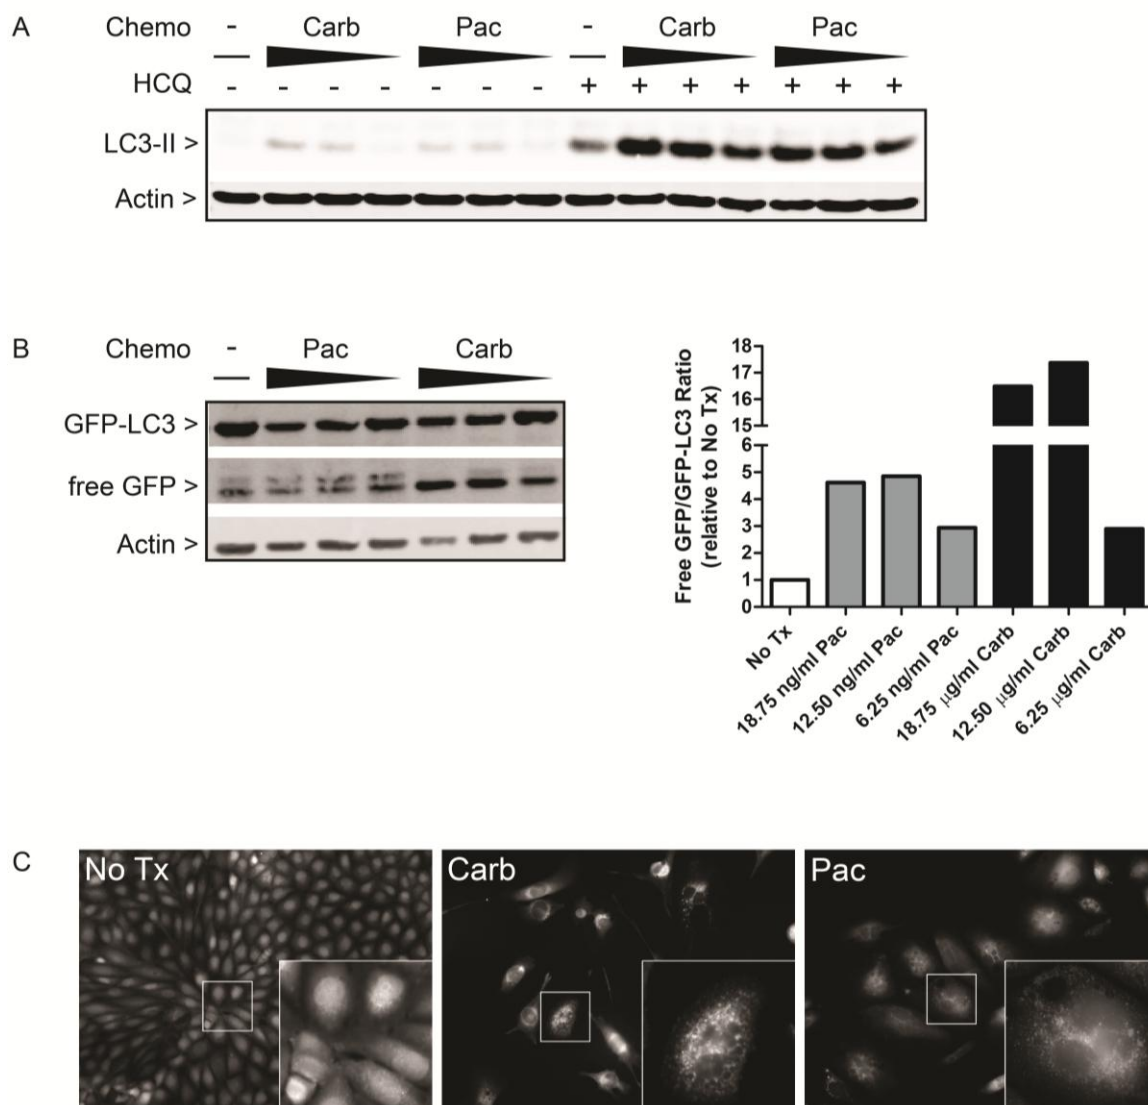 A
Chemo - Carb Pac - Carb Pac
HCQ - - - - - - - + + + + + + +
LC3-II >
Actin >
B
Chemo - Pac Carb
GFP-LC3 >
free GFP >
Actin >
Free GFP/GFP-LC3 Ratio
(relative to No Tx)
18
17
16
15
6
5
4
3
2
1
0
No Tx
18.75 ng/ml Pac
12.50 ng/ml Pac
6.25 ng/ml Pac
18.75 μg/ml Carb
12.50 μg/ml Carb
6.25 μg/ml Carb
C
No Tx
Carb
Pac